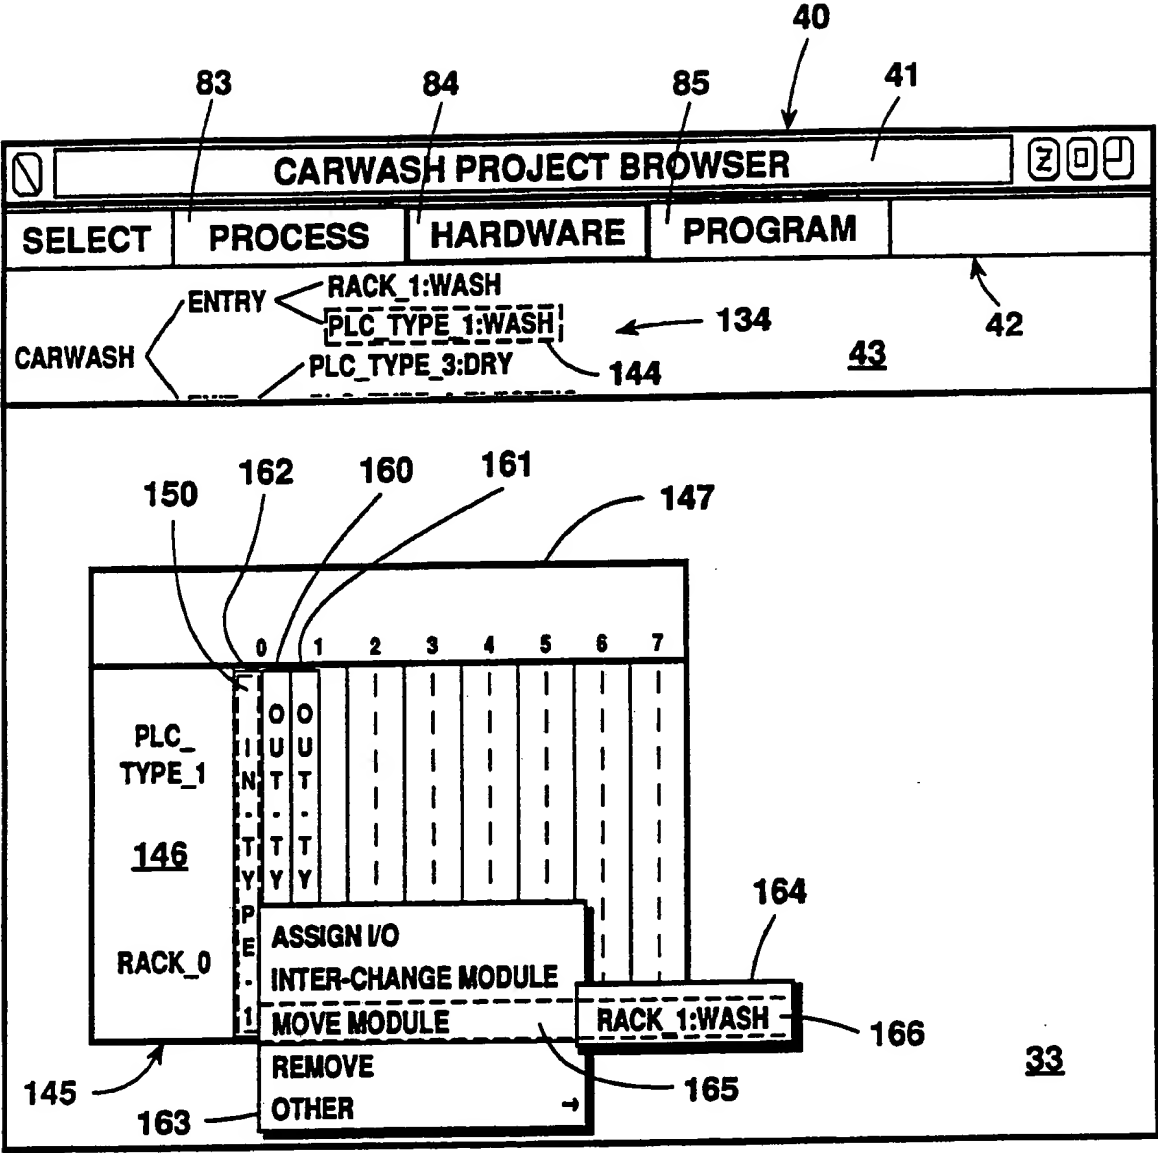 40
83 84 85 41
CARWASH PROJECT BROWSER
SELECT PROCESS HARDWARE PROGRAM
42
CARWASH
ENTRY
RACK_1:WASH
PLC_TYPE_1:WASH
PLC_TYPE_3:DRY
134
144
43
150 162 160 161 147
0 1 2 3 4 5 6 7
PLC_
TYPE_1
146
RACK_0
IN-TYPE-1
OUT-TY
OUT-TY
ASSIGN I/O
INTER-CHANGE MODULE
MOVE MODULE
REMOVE
OTHER →
164
RACK_1:WASH
166
165
145
163
33